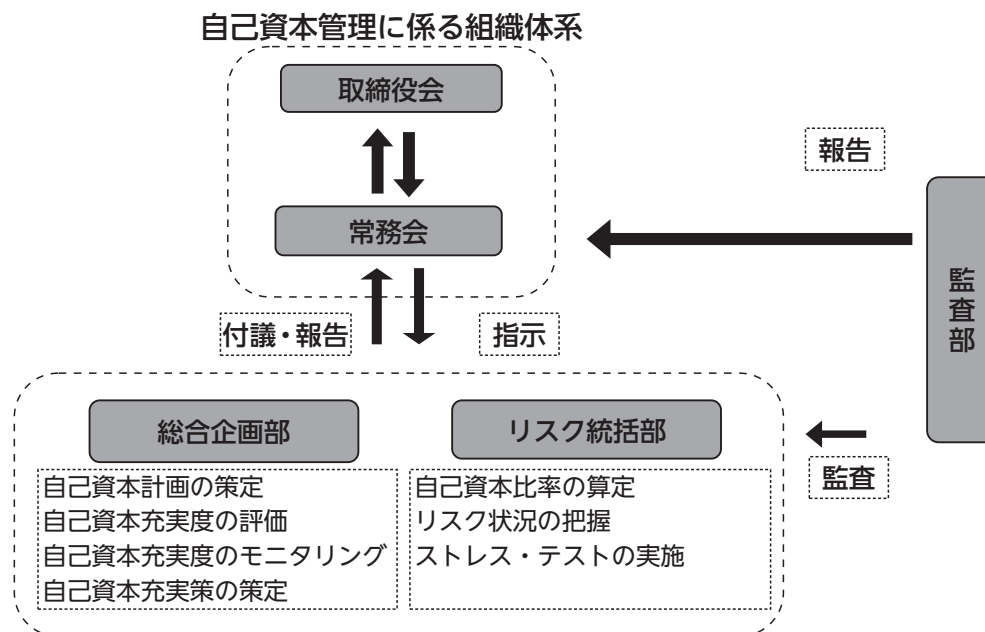 自己資本管理に係る組織体系
取締役会
報告
常務会
監査部
付議・報告
指示
総合企画部
リスク統括部
監査
自己資本計画の策定
自己資本充実度の評価
自己資本充実度のモニタリング
自己資本充実策の策定
自己資本比率の算定
リスク状況の把握
ストレス・テストの実施